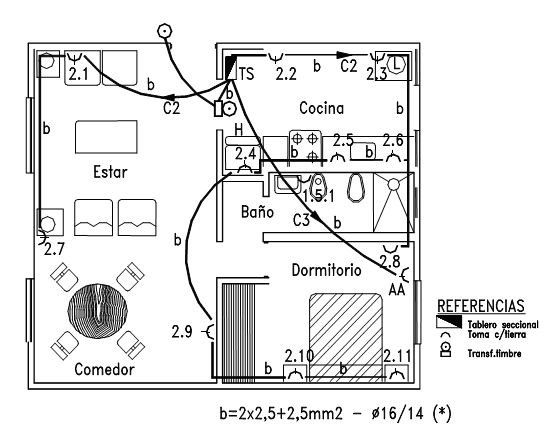 2.1
b
C2
TS
b
2.2
b
C2
2.3
L
b
b
Cocina
H
2.4
b
2.5
b
2.6
Estar
1.5.1
Baño
C3
b
b
2.7
2.8
AA
Dormitorio
2.9
2.10
2.11
b
b
Comedor
REFERENCIAS
Tablero seccional
Toma c/tierra
Transf.timbre
b=2x2,5+2,5mm2 - ø16/14 (*)